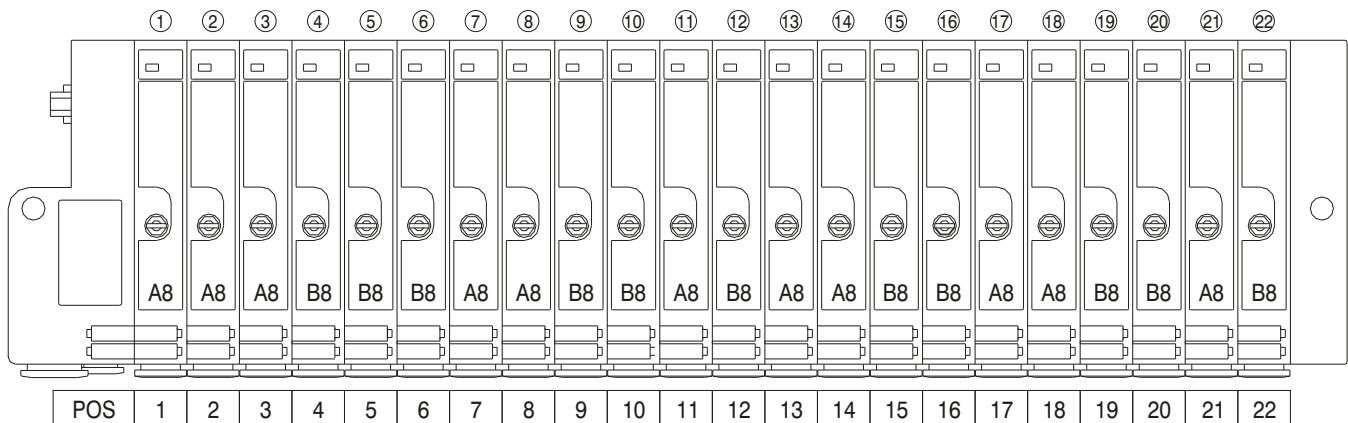 ① ② ③ ④ ⑤ ⑥ ⑦ ⑧ ⑨ ⑩ ⑪ ⑫ ⑬ ⑭ ⑮ ⑯ ⑰ ⑱ ⑲ ⑳ ㉑ ㉒
A8 A8 A8 B8 B8 B8 A8 A8 B8 B8 A8 B8 A8 A8 B8 B8 A8 A8 B8 B8 A8 B8
POS 1 2 3 4 5 6 7 8 9 10 11 12 13 14 15 16 17 18 19 20 21 22